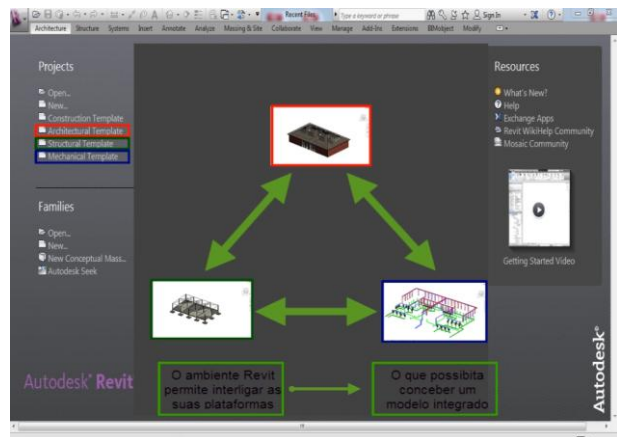 Recent Files
Type a keyword or phrase
Sign In
Architecture Structure Systems Insert Annotate Analyze Massing & Site Collaborate View Manage Add-Ins Extensions BIMobject Modify
Projects
Open...
New...
Construction Template
Architectural Template
Structural Template
Mechanical Template
Families
Open...
New...
New Conceptual Mass...
Autodesk Seek
Autodesk® Revit
Resources
What's New?
Help
Exchange Apps
Revit WikiHelp Community
Mosaic Community
Getting Started Video
Autodesk®
O ambiente Revit
permite interligar as
suas plataformas
O que possibita
conceber um
modelo integrado